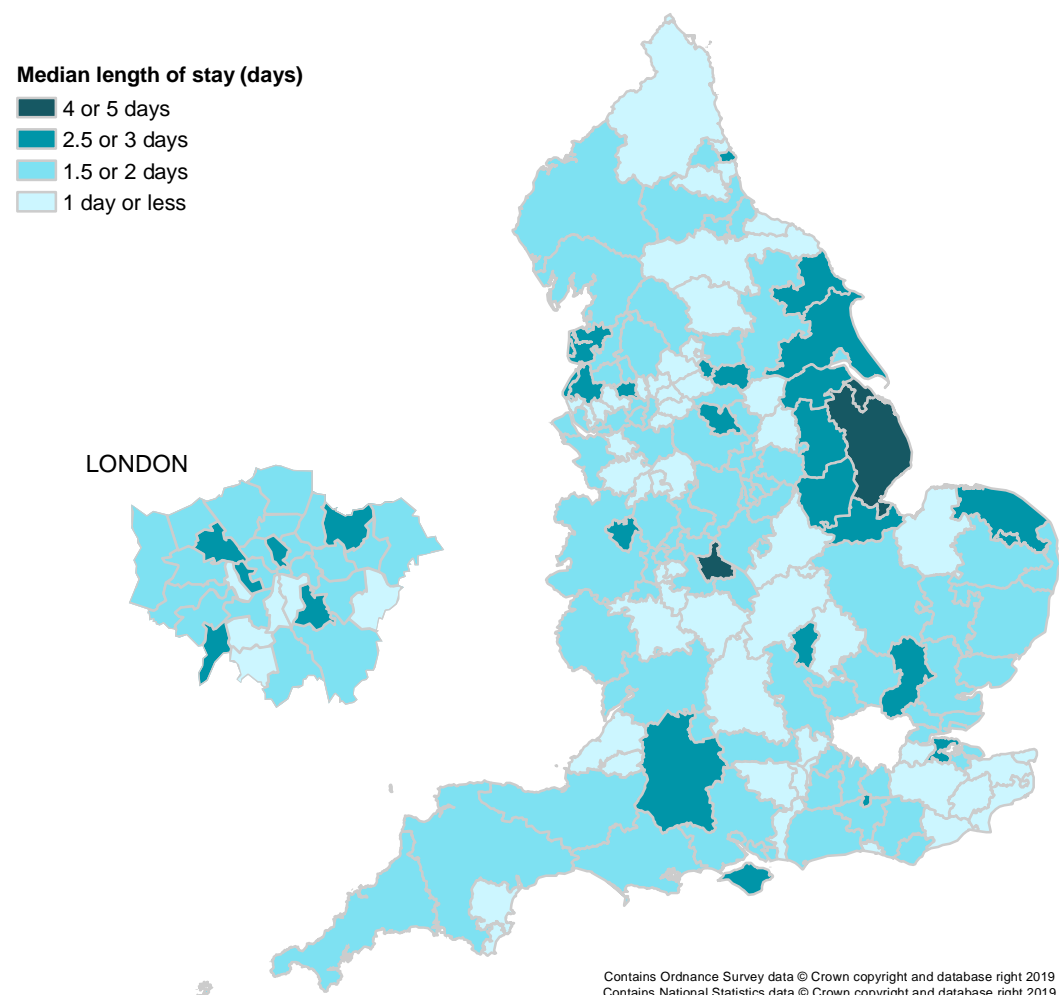 Median length of stay (days)
4 or 5 days
2.5 or 3 days
1.5 or 2 days
1 day or less
LONDON
Contains Ordnance Survey data © Crown copyright and database right 2019
Contains National Statistics data © Crown copyright and database right 2019